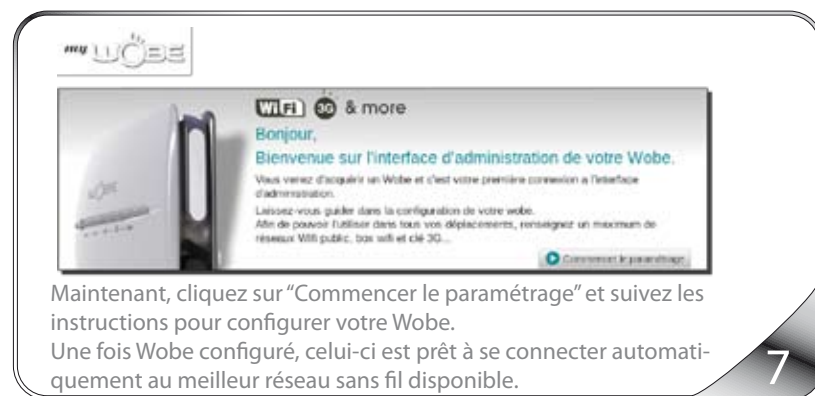 my WOBE
WiFi 3G & more
Bonjour,
Bienvenue sur l'interface d'administration de votre Wobe.
Vous venez d'acquérir un Wobe et c'est votre première connexion a l'interface
d'administration.
Laissez-vous guider dans la configuration de votre wobe.
Afin de pouvoir l'utiliser dans tous vos déplacements, renseignez un maximum de
réseaux Wifi public, box wifi et clé 3G...
WOBE
Commencer le paramétrage
Maintenant, cliquez sur “Commencer le paramétrage” et suivez les
instructions pour configurer votre Wobe.
Une fois Wobe configuré, celui-ci est prêt à se connecter automati-
quement au meilleur réseau sans fil disponible.
7